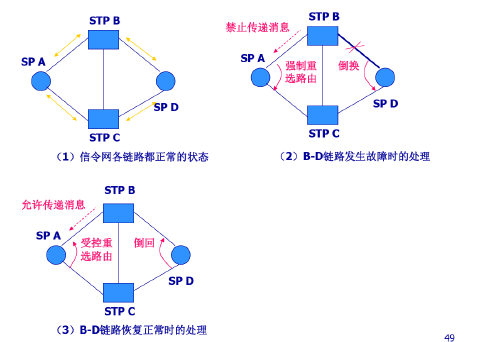 STP B
SP A
SP D
STP C
（1）信令网各链路都正常的状态
STP B
禁止传递消息
SP A
强制重
选路由
倒换
SP D
STP C
（2）B-D链路发生故障时的处理
STP B
允许传递消息
SP A
受控重
选路由
倒回
SP D
STP C
（3）B-D链路恢复正常时的处理
49